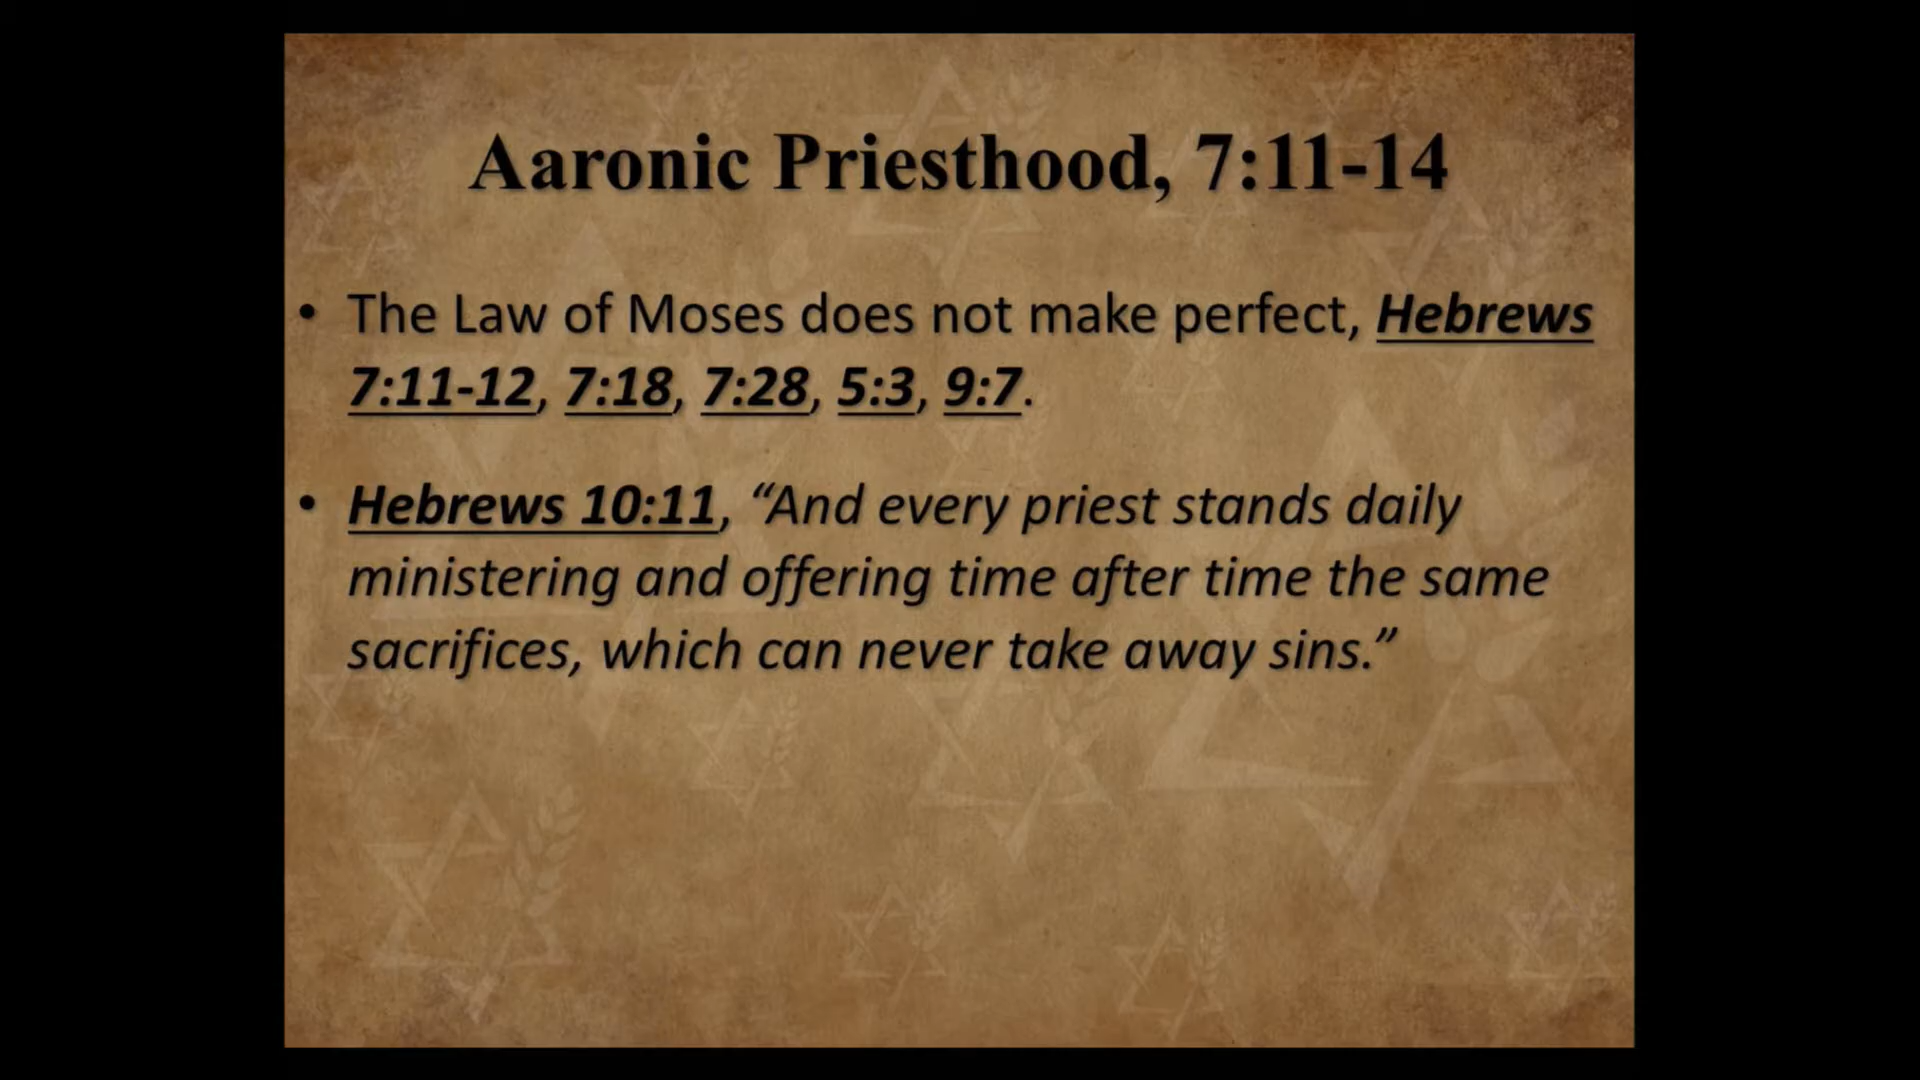 Aaronic Priesthood, 7:11-14
• The Law of Moses does not make perfect, Hebrews
7:11-12, 7:18, 7:28, 5:3, 9:7.
• Hebrews 10:11, “And every priest stands daily
ministering and offering time after time the same
sacrifices, which can never take away sins.”